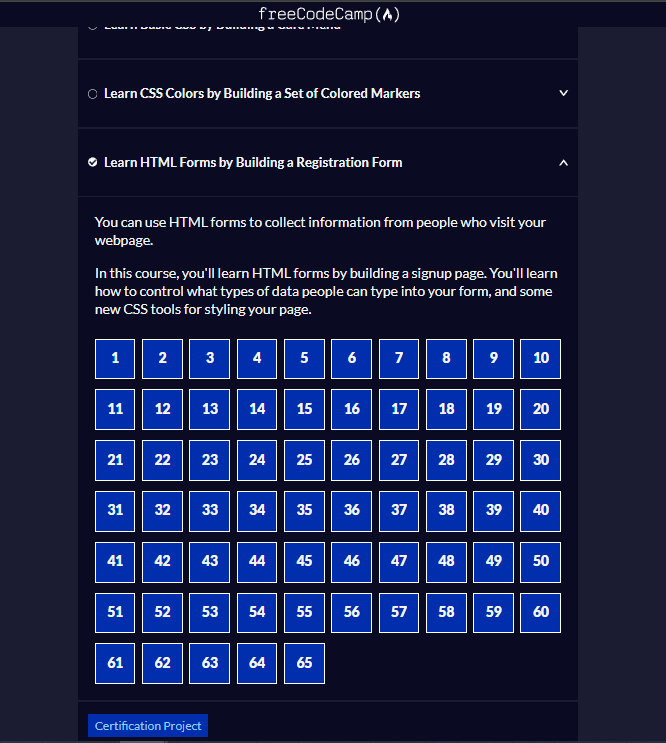 freeCodeCamp
Learn CSS Colors by Building a Set of Colored Markers
Learn HTML Forms by Building a Registration Form
You can use HTML forms to collect information from people who visit your
webpage.
In this course, you'll learn HTML forms by building a signup page. You'll learn
how to control what types of data people can type into your form, and some
new CSS tools for styling your page.
1 2 3 4 5 6 7 8 9 10
11 12 13 14 15 16 17 18 19 20
21 22 23 24 25 26 27 28 29 30
31 32 33 34 35 36 37 38 39 40
41 42 43 44 45 46 47 48 49 50
51 52 53 54 55 56 57 58 59 60
61 62 63 64 65
Certification Project